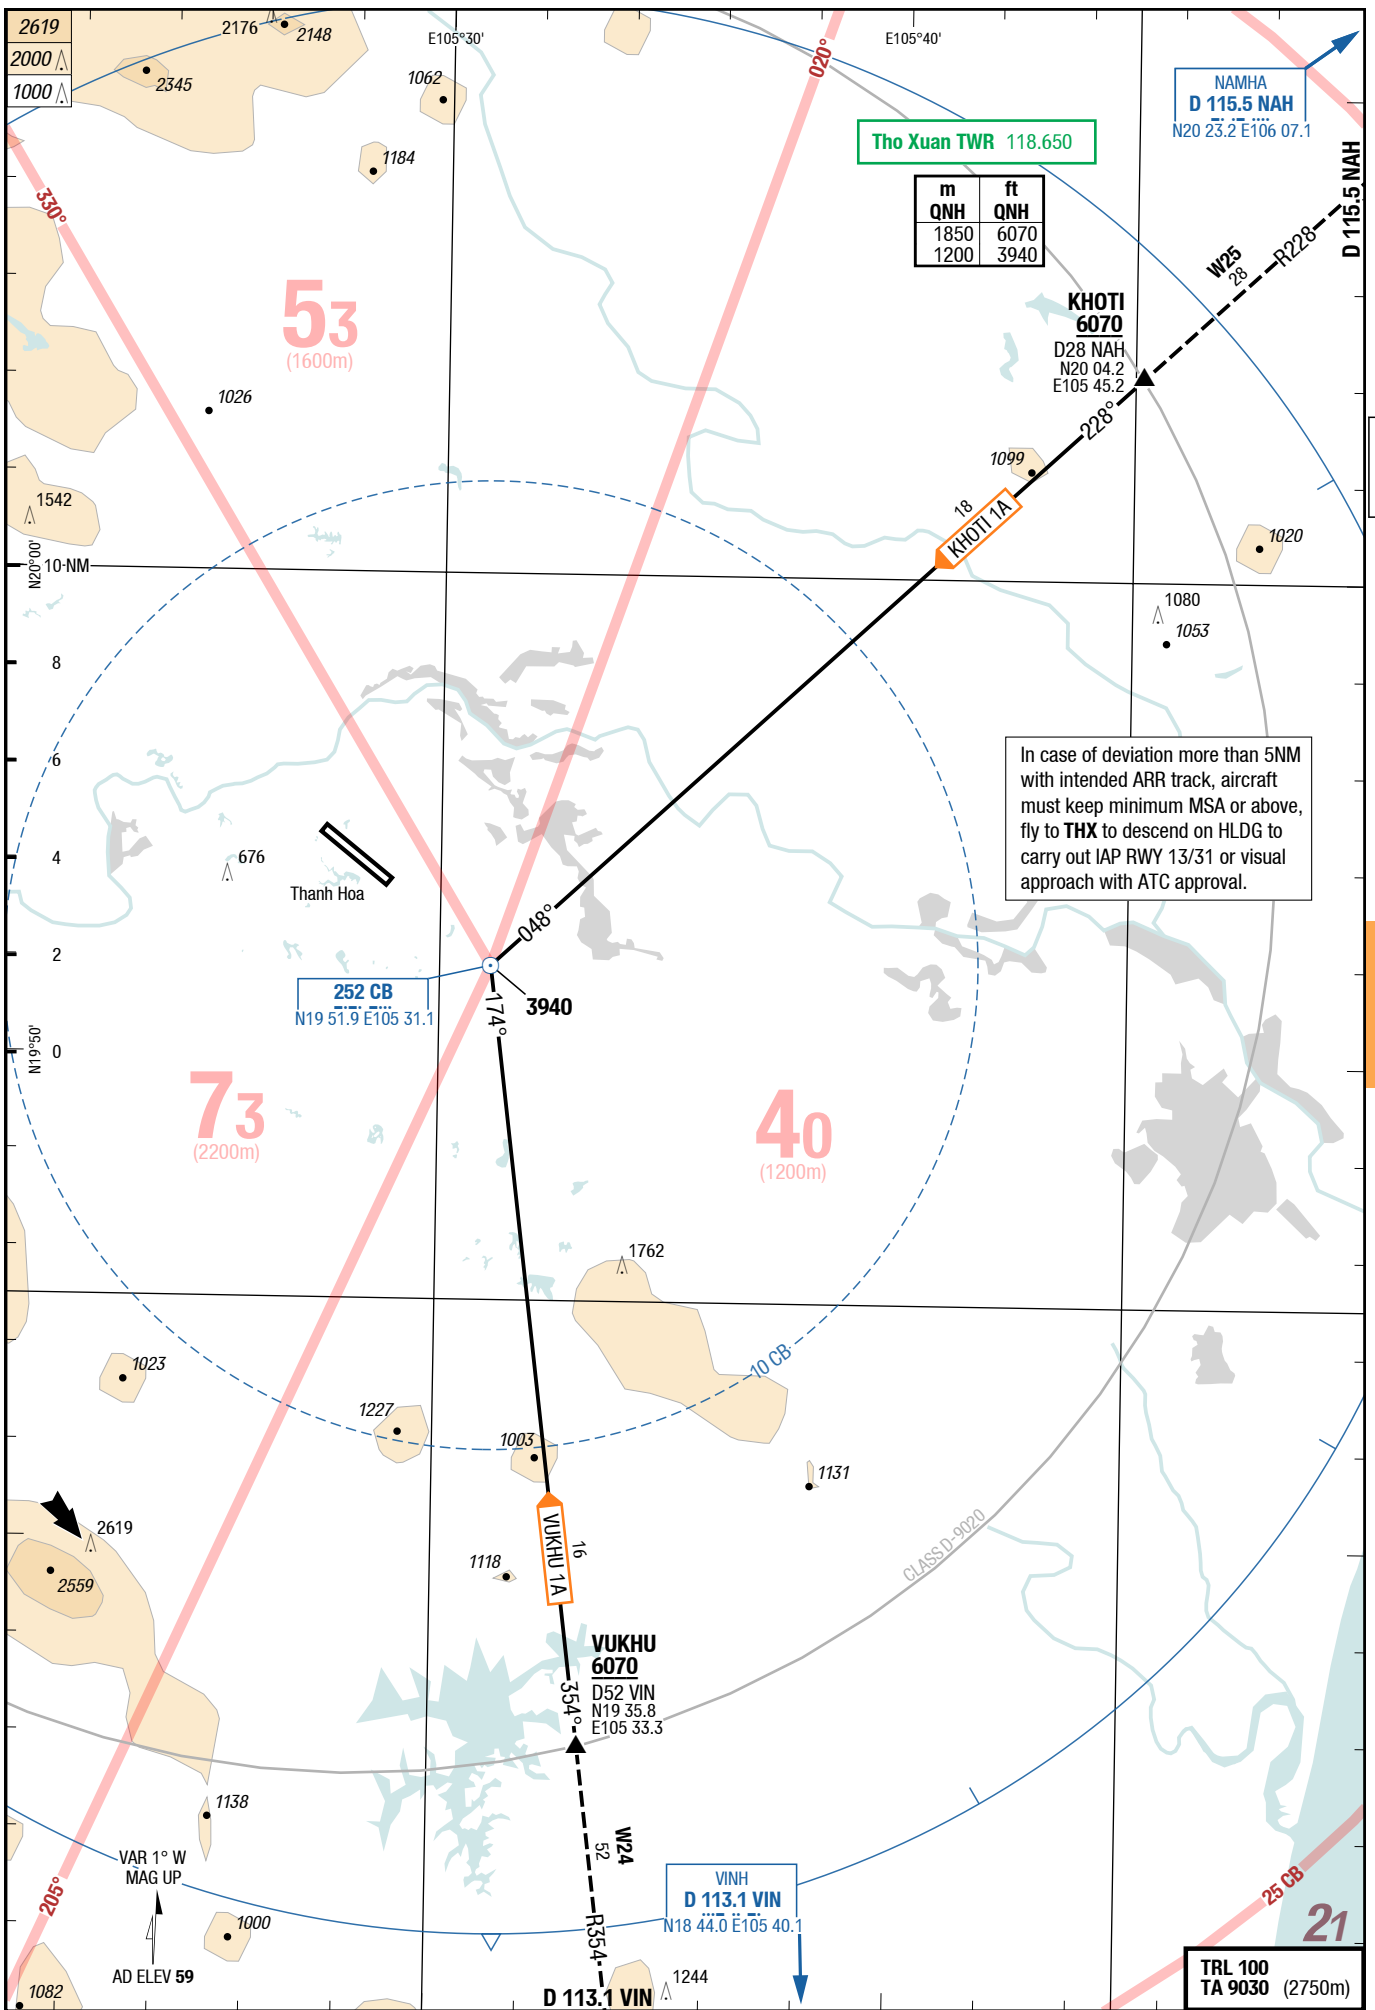 2619
2000
1000
2176
2148
2345
E105°30'
020°
E105°40'
1062
1184
NAMHA
D 115.5 NAH
N20 23.2 E106 07.1
Tho Xuan TWR 118.650
m ft
QNH QNH
1850 6070
1200 3940
D 115.5 NAH
330°
W25
28
R228
53
(1600m)
KHOTI
6070
D28 NAH
N20 04.2
E105 45.2
228°
1026
1099
1542
18
KHOTI 1A
1020
N20°00'
10 NM
1080
1053
8
6
In case of deviation more than 5NM
with intended ARR track, aircraft
must keep minimum MSA or above,
fly to THX to descend on HLDG to
carry out IAP RWY 13/31 or visual
approach with ATC approval.
4
676
Thanh Hoa
048°
2
252 CB
N19 51.9 E105 31.1
3940
174°
N19°50'
0
73
(2200m)
40
(1200m)
1762
10 CB
1023
1227
1003
1131
2619
2559
VUKHU 1A
16
1118
CLASS D-9020
VUKHU
6070
D52 VIN
N19 35.8
E105 33.3
354°
1138
W24
52
VAR 1° W
MAG UP
205°
VINH
D 113.1 VIN
N18 44.0 E105 40.1
25 CB
21
1000
R354
AD ELEV 59
1244
1082
D 113.1 VIN
TRL 100
TA 9030 (2750m)